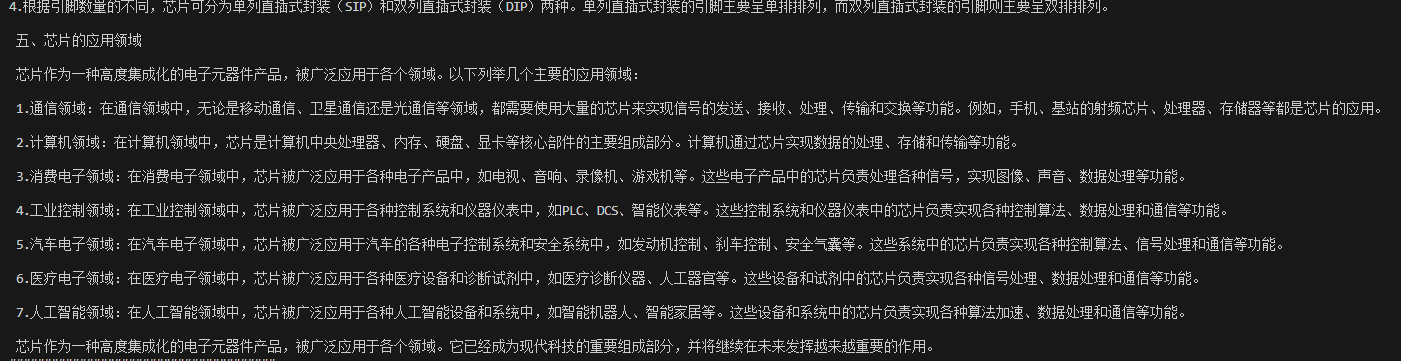 4.根据引脚数量的不同，芯片可分为单列直插式封装（SIP）和双列直插式封装（DIP）两种。单列直插式封装的引脚主要呈单排排列，而双列直插式封装的引脚则主要呈双排排列。
五、芯片的应用领域
芯片作为一种高度集成化的电子元器件产品，被广泛应用于各个领域。以下列举几个主要的应用领域：
1.通信领域：在通信领域中，无论是移动通信、卫星通信还是光通信等领域，都需要使用大量的芯片来实现信号的发送、接收、处理、传输和交换等功能。例如，手机、基站的射频芯片、处理器、存储器等都是芯片的应用。
2.计算机领域：在计算机领域中，芯片是计算机中央处理器、内存、硬盘、显卡等核心部件的主要组成部分。计算机通过芯片实现数据的处理、存储和传输等功能。
3.消费电子领域：在消费电子领域中，芯片被广泛应用于各种电子产品中，如电视、音响、录像机、游戏机等。这些电子产品中的芯片负责处理各种信号，实现图像、声音、数据处理等功能。
4.工业控制领域：在工业控制领域中，芯片被广泛应用于各种控制系统和仪器仪表中，如PLC、DCS、智能仪表等。这些控制系统和仪器仪表中的芯片负责实现各种控制算法、数据处理和通信等功能。
5.汽车电子领域：在汽车电子领域中，芯片被广泛应用于汽车的各种电子控制系统和安全系统中，如发动机控制、刹车控制、安全气囊等。这些系统中的芯片负责实现各种控制算法、信号处理和通信等功能。
6.医疗电子领域：在医疗电子领域中，芯片被广泛应用于各种医疗设备和诊断试剂中，如医疗诊断仪器、人工器官等。这些设备和试剂中的芯片负责实现各种信号处理、数据处理和通信等功能。
7.人工智能领域：在人工智能领域中，芯片被广泛应用于各种人工智能设备和系统中，如智能机器人、智能家居等。这些设备和系统中的芯片负责实现各种算法加速、数据处理和通信等功能。
芯片作为一种高度集成化的电子元器件产品，被广泛应用于各个领域。它已经成为现代科技的重要组成部分，并将继续在未来发挥越来越重要的作用。